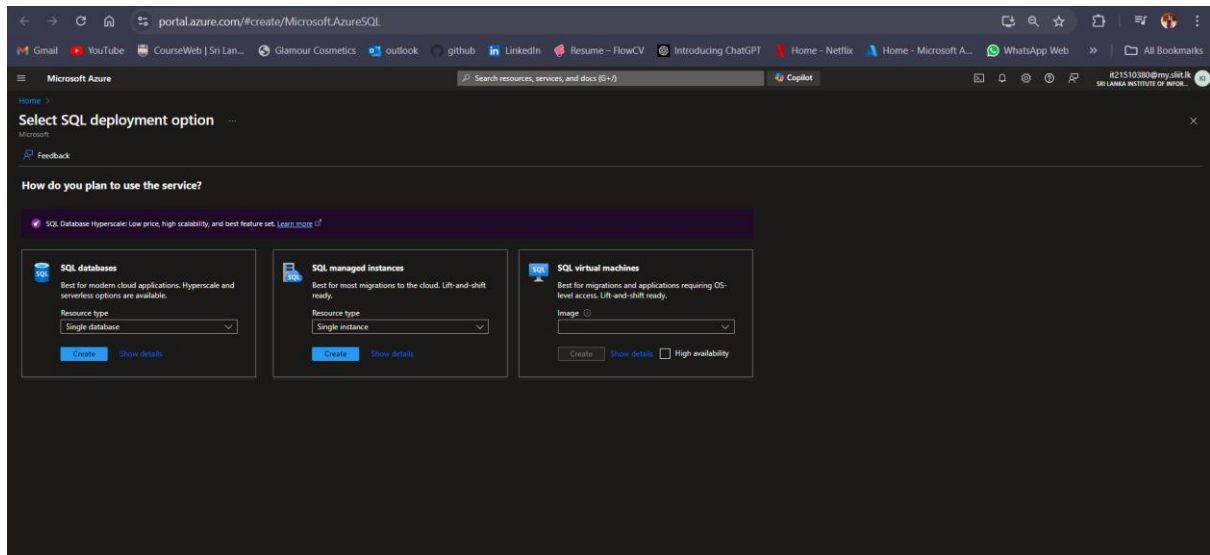 portal.azure.com/#create/Microsoft.AzureSQL
Gmail YouTube CourseWeb | Sri Lan... Glamour Cosmetics outlook github LinkedIn Resume – FlowCV Introducing ChatGPT Home - Netflix Home - Microsoft A... WhatsApp Web » All Bookmarks
Microsoft Azure Search resources, services, and docs (G+/) Copilot it21510380@my.sliit.lk
SRI LANKA INSTITUTE OF INFOR... KI
Home >
Select SQL deployment option ...
Microsoft
Feedback
How do you plan to use the service?
SQL Database Hyperscale: Low price, high scalability, and best feature set. Learn more
SQL databases
Best for modern cloud applications. Hyperscale and
serverless options are available.
Resource type
Single database
Create Show details
SQL managed instances
Best for most migrations to the cloud. Lift-and-shift
ready.
Resource type
Single instance
Create Show details
SQL virtual machines
Best for migrations and applications requiring OS-
level access. Lift-and-shift ready.
Image
Create Show details High availability